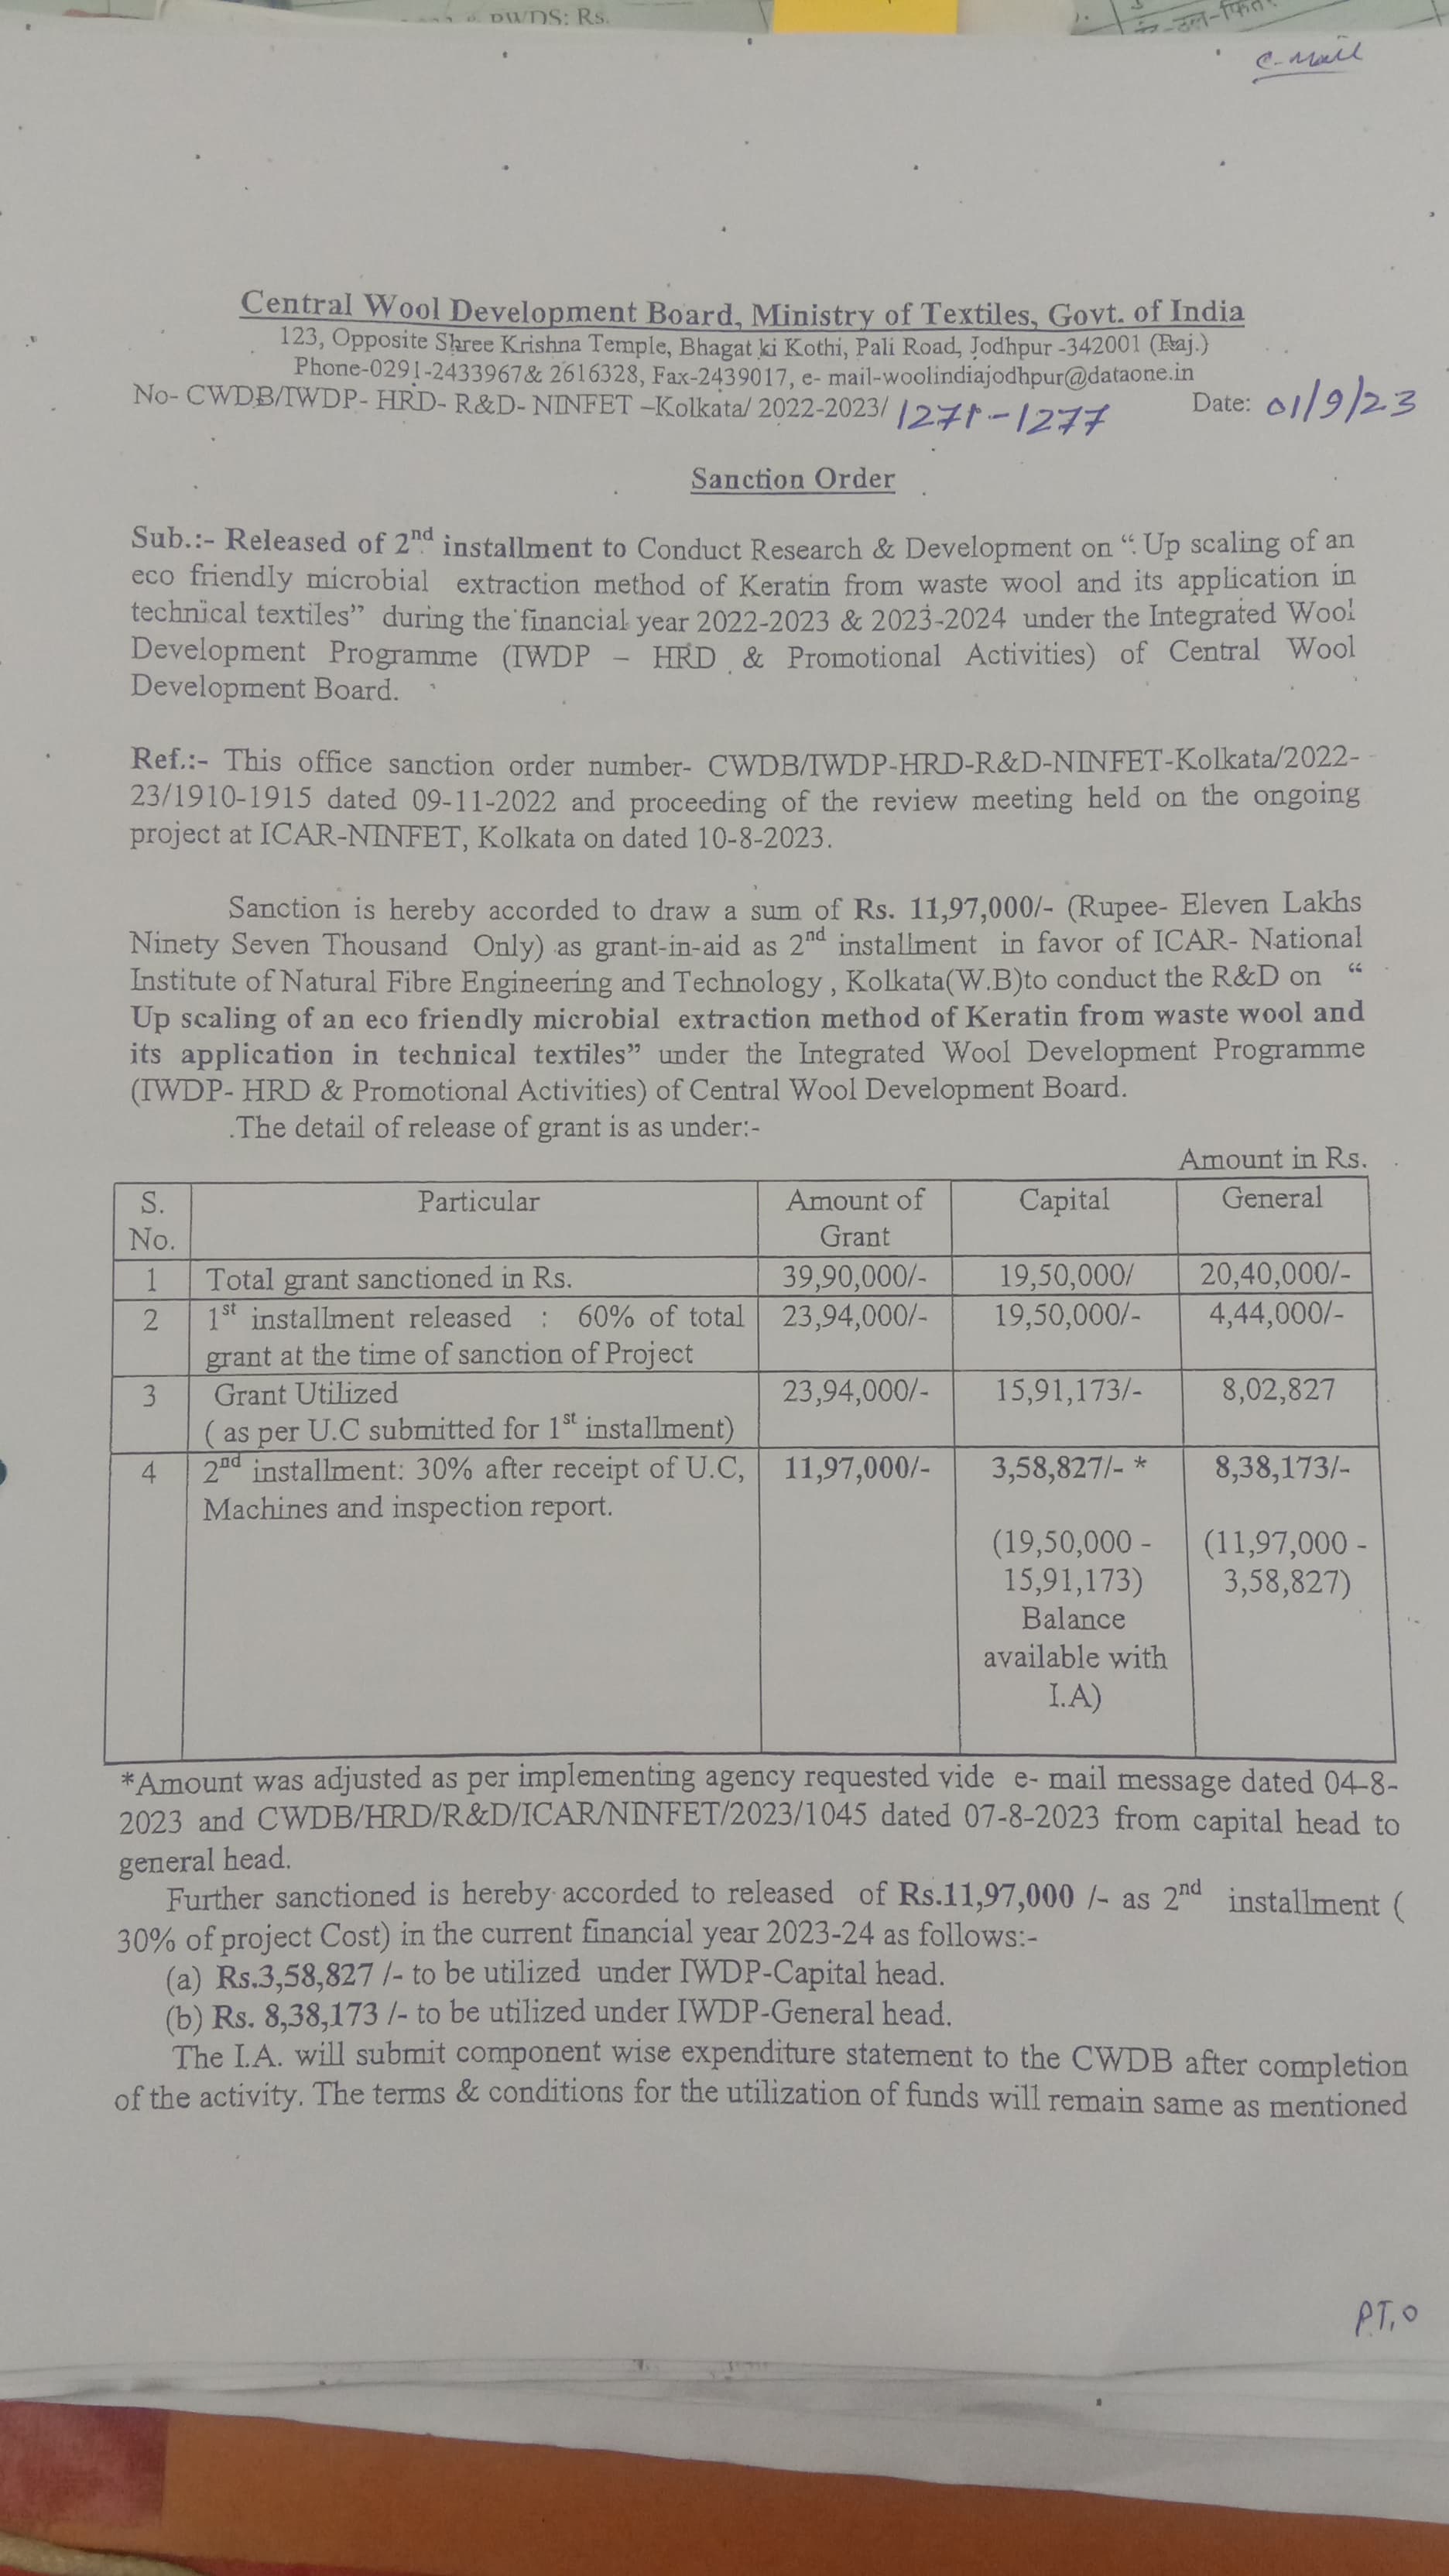 PWDS: Rs.
e-mail
Central Wool Development Board, Ministry of Textiles, Govt. of India
123, Opposite Shree Krishna Temple, Bhagat ki Kothi, Pali Road, Jodhpur -342001 (Raj.)
Phone-0291-2433967& 2616328, Fax-2439017, e- mail-woolindiajodhpur@dataone.in
No- CWDB/IWDP- HRD- R&D- NINFET –Kolkata/ 2022-2023/ 1271-1277 Date: 01/9/23
Sanction Order
Sub.:- Released of 2nd installment to Conduct Research & Development on “ Up scaling of an
eco friendly microbial extraction method of Keratin from waste wool and its application in
technical textiles” during the financial year 2022-2023 & 2023-2024 under the Integrated Wool
Development Programme (IWDP – HRD & Promotional Activities) of Central Wool
Development Board.
Ref.:- This office sanction order number- CWDB/IWDP-HRD-R&D-NINFET-Kolkata/2022-
23/1910-1915 dated 09-11-2022 and proceeding of the review meeting held on the ongoing
project at ICAR-NINFET, Kolkata on dated 10-8-2023.
Sanction is hereby accorded to draw a sum of Rs. 11,97,000/- (Rupee- Eleven Lakhs
Ninety Seven Thousand Only) as grant-in-aid as 2nd installment in favor of ICAR- National
Institute of Natural Fibre Engineering and Technology , Kolkata(W.B)to conduct the R&D on “
Up scaling of an eco friendly microbial extraction method of Keratin from waste wool and
its application in technical textiles” under the Integrated Wool Development Programme
(IWDP- HRD & Promotional Activities) of Central Wool Development Board.
.The detail of release of grant is as under:-
Amount in Rs.
S. No. Particular Amount of Grant Capital General
1 Total grant sanctioned in Rs. 39,90,000/- 19,50,000/ 20,40,000/-
2 1st installment released : 60% of total 23,94,000/- 19,50,000/- 4,44,000/-
grant at the time of sanction of Project
3 Grant Utilized 23,94,000/- 15,91,173/- 8,02,827
( as per U.C submitted for 1st installment)
4 2nd installment: 30% after receipt of U.C, 11,97,000/- 3,58,827/- * 8,38,173/-
Machines and inspection report.
(19,50,000 - (11,97,000 -
15,91,173) 3,58,827)
Balance
available with
I.A)
*Amount was adjusted as per implementing agency requested vide e- mail message dated 04-8-
2023 and CWDB/HRD/R&D/ICAR/NINFET/2023/1045 dated 07-8-2023 from capital head to
general head.
Further sanctioned is hereby accorded to released of Rs.11,97,000 /- as 2nd installment (
30% of project Cost) in the current financial year 2023-24 as follows:-
(a) Rs.3,58,827 /- to be utilized under IWDP-Capital head.
(b) Rs. 8,38,173 /- to be utilized under IWDP-General head.
The I.A. will submit component wise expenditure statement to the CWDB after completion
of the activity. The terms & conditions for the utilization of funds will remain same as mentioned
P.T.O